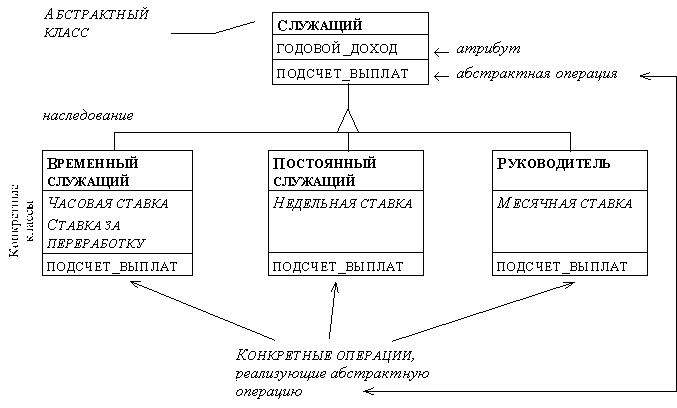 АБСТРАКТНЫЙ
КЛАСС
СЛУЖАЩИЙ
ГОДОВОЙ_ДОХОД
атрибут
ПОДСЧЕТ_ВЫПЛАТ
абстрактная операция
наследование
Конкретные
классы
ВРЕМЕННЫЙ
СЛУЖАЩИЙ
ЧАСОВАЯ СТАВКА
СТАВКА ЗА
ПЕРЕРАБОТКУ
ПОДСЧЕТ_ВЫПЛАТ
ПОСТОЯННЫЙ
СЛУЖАЩИЙ
НЕДЕЛЬНАЯ СТАВКА
ПОДСЧЕТ_ВЫПЛАТ
РУКОВОДИТЕЛЬ
МЕСЯЧНАЯ СТАВКА
ПОДСЧЕТ_ВЫПЛАТ
КОНКРЕТНЫЕ ОПЕРАЦИИ,
реализующие абстрактную
операцию